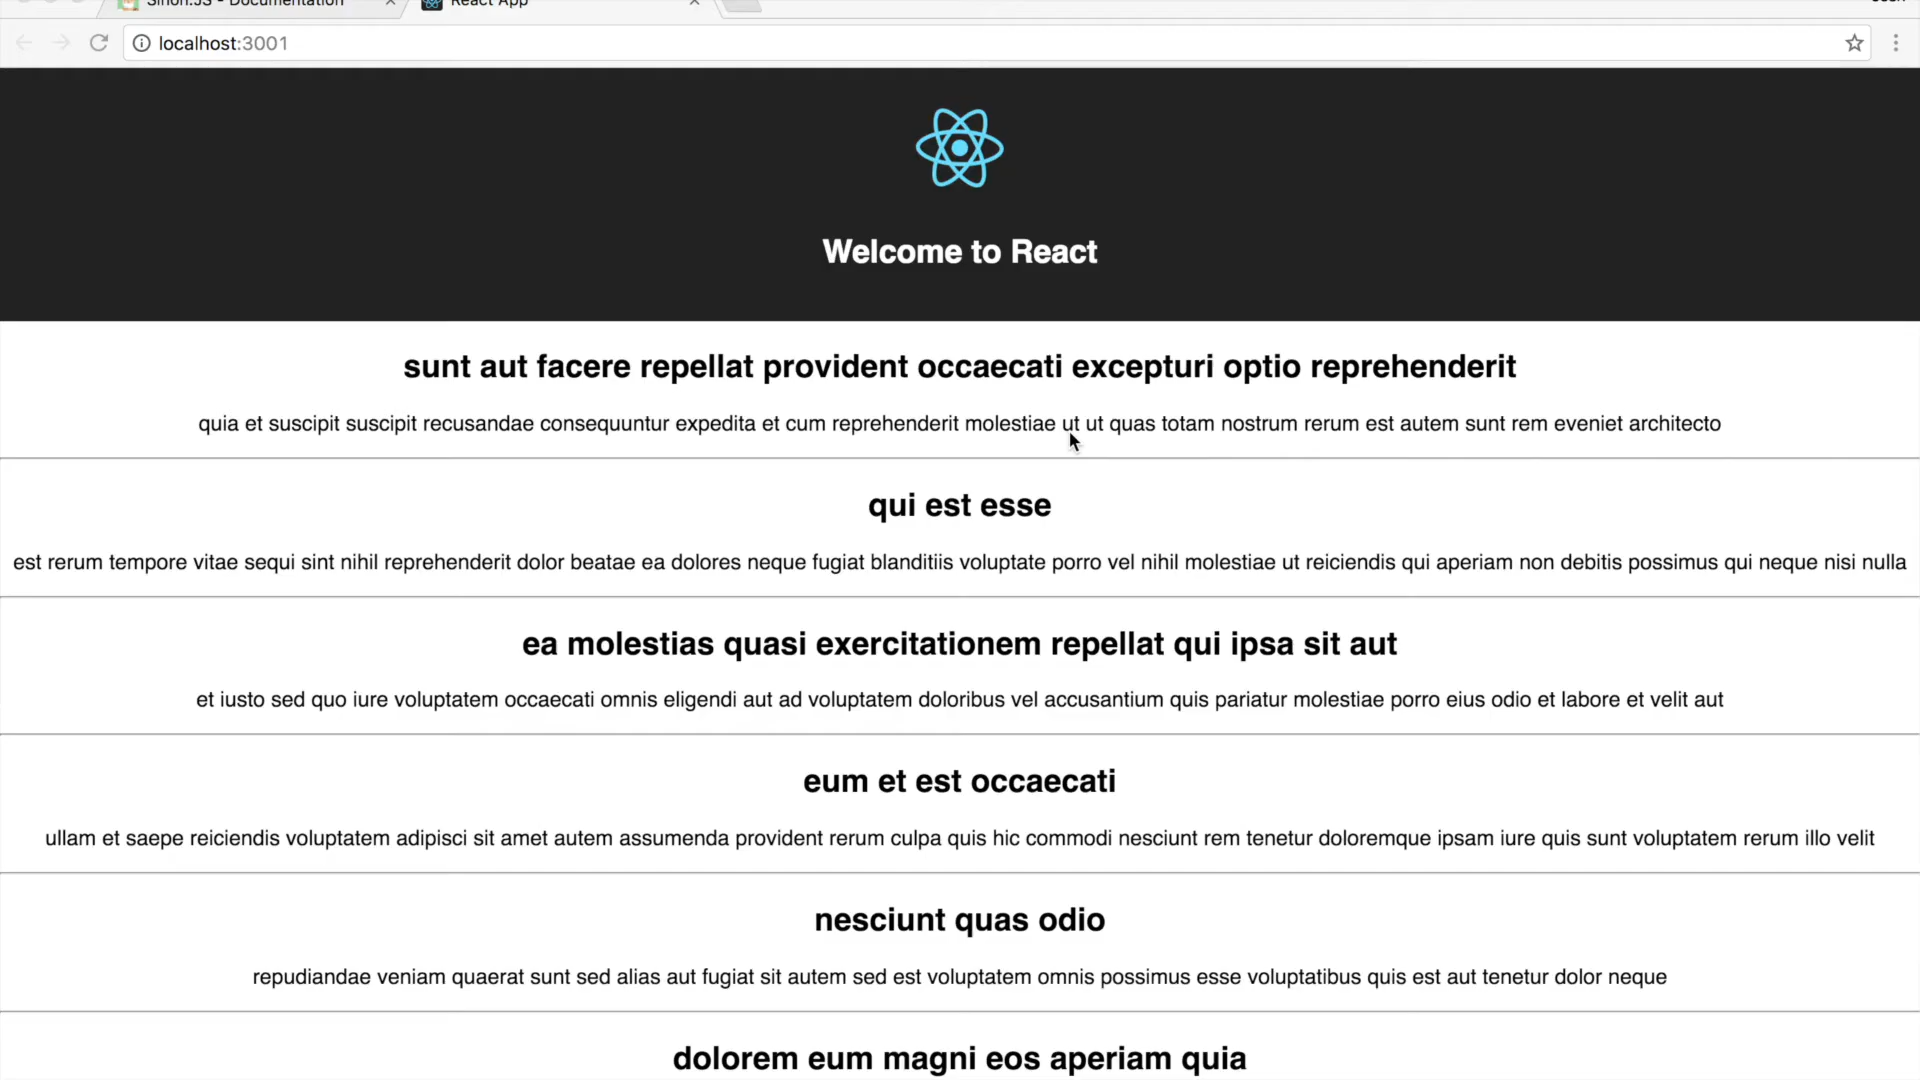 Sinon.JS - Documentation
React App
localhost:3001
Welcome to React
sunt aut facere repellat provident occaecati excepturi optio reprehenderit
quia et suscipit suscipit recusandae consequuntur expedita et cum reprehenderit molestiae ut ut quas totam nostrum rerum est autem sunt rem eveniet architecto
qui est esse
est rerum tempore vitae sequi sint nihil reprehenderit dolor beatae ea dolores neque fugiat blanditiis voluptate porro vel nihil molestiae ut reiciendis qui aperiam non debitis possimus qui neque nisi nulla
ea molestias quasi exercitationem repellat qui ipsa sit aut
et iusto sed quo iure voluptatem occaecati omnis eligendi aut ad voluptatem doloribus vel accusantium quis pariatur molestiae porro eius odio et labore et velit aut
eum et est occaecati
ullam et saepe reiciendis voluptatem adipisci sit amet autem assumenda provident rerum culpa quis hic commodi nesciunt rem tenetur doloremque ipsam iure quis sunt voluptatem rerum illo velit
nesciunt quas odio
repudiandae veniam quaerat sunt sed alias aut fugiat sit autem sed est voluptatem omnis possimus esse voluptatibus quis est aut tenetur dolor neque
dolorem eum magni eos aperiam quia